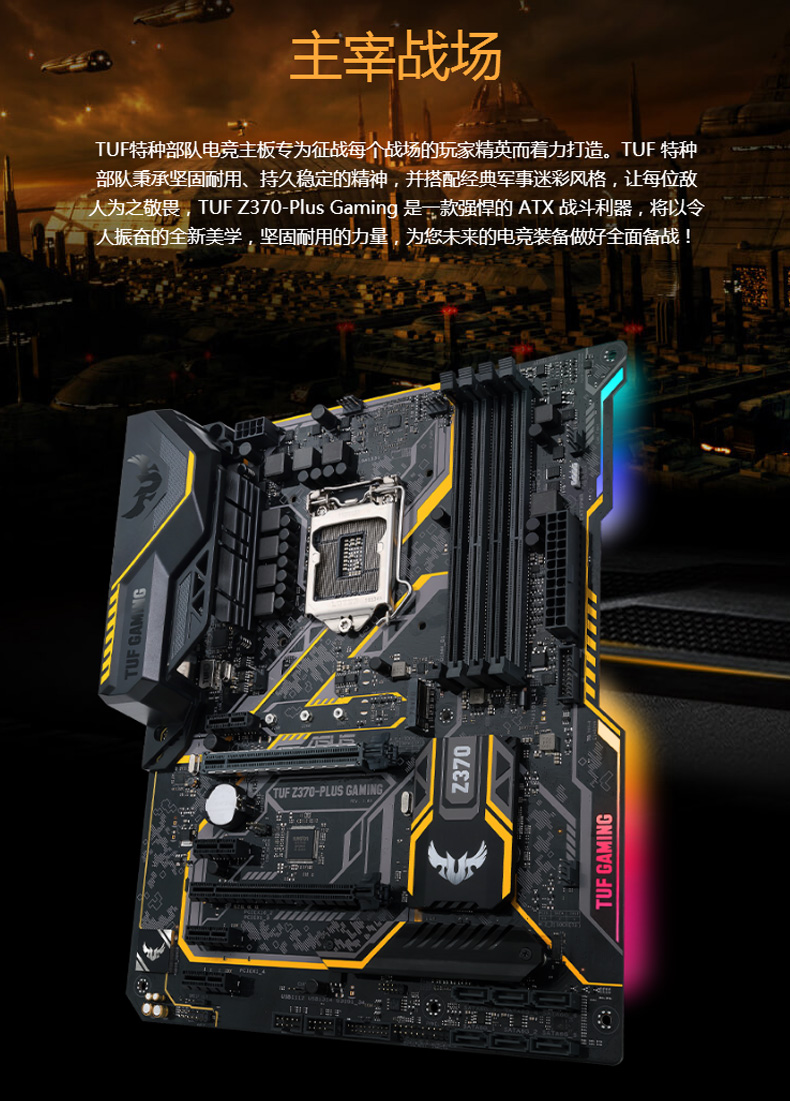 主宰战场
TUF特种部队电竞主板专为征战每个战场的玩家精英而着力打造。TUF 特种
部队秉承坚固耐用、持久稳定的精神，并搭配经典军事迷彩风格，让每位敌
人为之敬畏，TUF Z370-Plus Gaming 是一款强悍的 ATX 战斗利器，将以令
人振奋的全新美学，坚固耐用的力量，为您未来的电竞装备做好全面备战！
TUF GAMING
ASUS
Z370
TUF Z370-PLUS GAMING
TUF
TUF GAMING